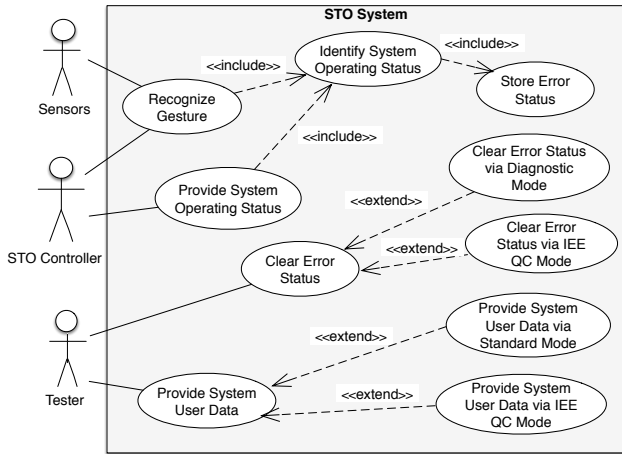 STO System
Sensors
STO Controller
Tester
Recognize
Gesture
<<include>>
Identify System
Operating Status
<<include>>
Store Error
Status
<<include>>
Provide System
Operating Status
Clear Error Status
via Diagnostic
Mode
<<extend>>
Clear Error
Status via IEE
QC Mode
<<extend>>
Clear Error
Status
Provide System
User Data via
Standard Mode
<<extend>>
Provide System
User Data
<<extend>>
Provide System
User Data via IEE
QC Mode